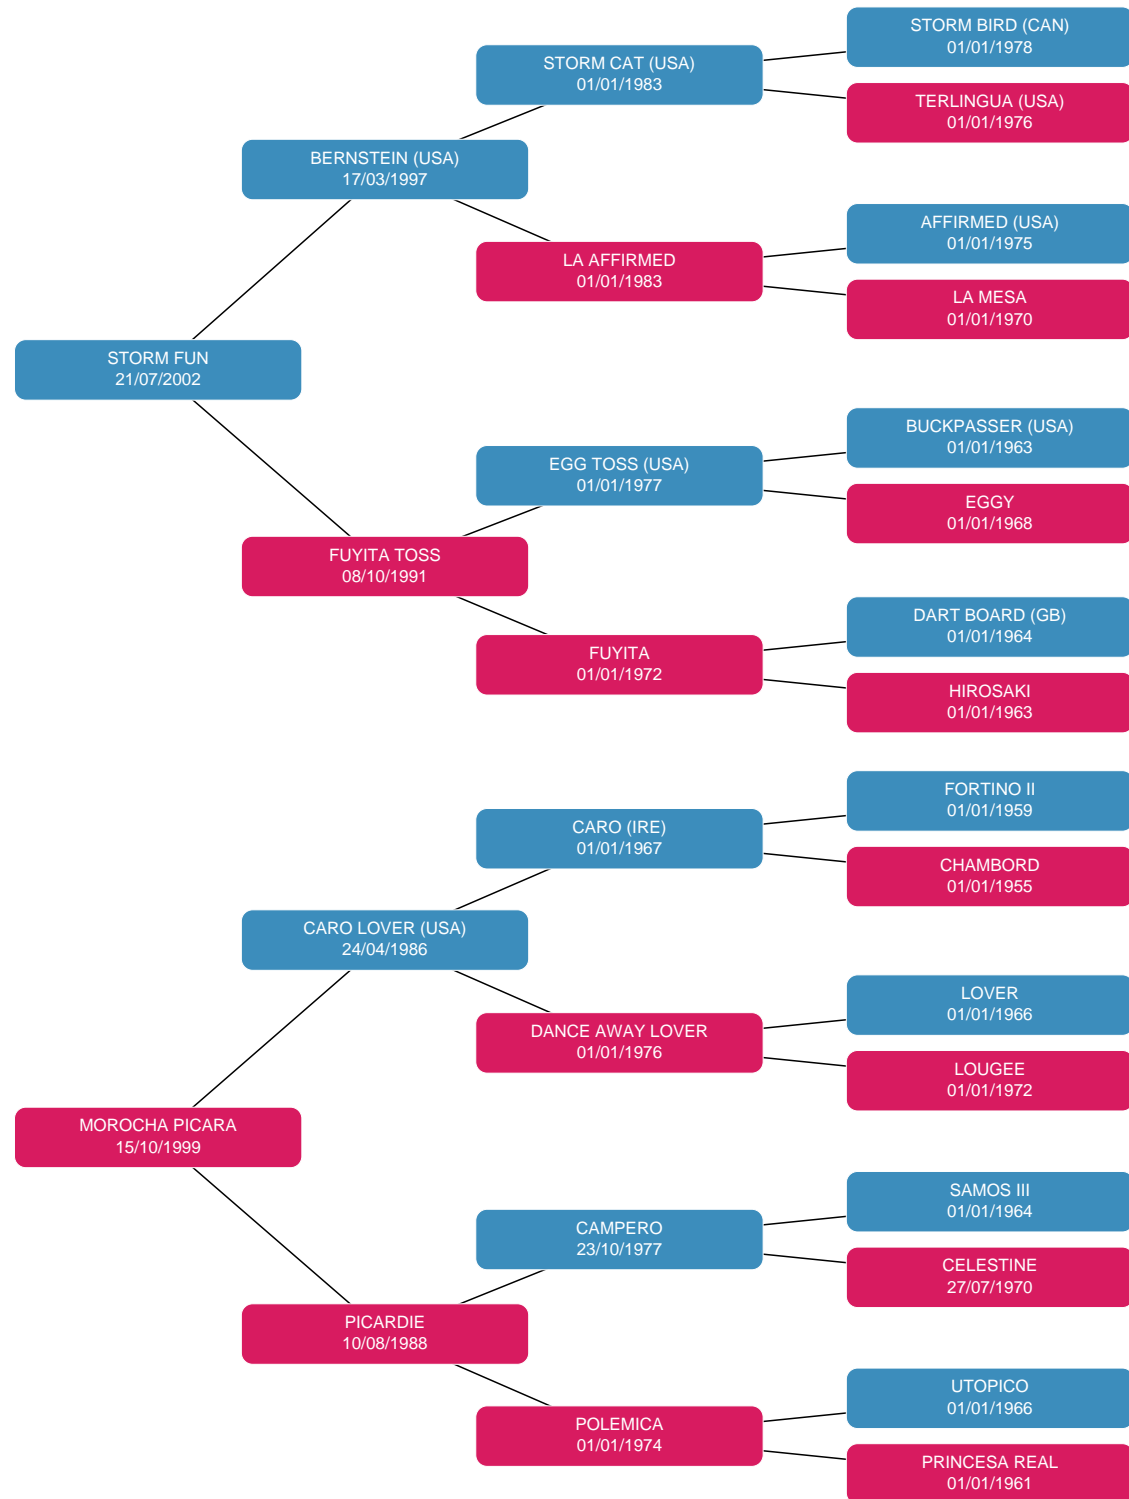 STORM BIRD (CAN)
01/01/1978
STORM CAT (USA)
01/01/1983
TERLINGUA (USA)
01/01/1976
BERNSTEIN (USA)
17/03/1997
AFFIRMED (USA)
01/01/1975
LA AFFIRMED
01/01/1983
LA MESA
01/01/1970
STORM FUN
21/07/2002
BUCKPASSER (USA)
01/01/1963
EGG TOSS (USA)
01/01/1977
EGGY
01/01/1968
FUYITA TOSS
08/10/1991
DART BOARD (GB)
01/01/1964
FUYITA
01/01/1972
HIROSAKI
01/01/1963
FORTINO II
01/01/1959
CARO (IRE)
01/01/1967
CHAMBORD
01/01/1955
CARO LOVER (USA)
24/04/1986
LOVER
01/01/1966
DANCE AWAY LOVER
01/01/1976
LOUGEE
01/01/1972
MOROCHA PICARA
15/10/1999
SAMOS III
01/01/1964
CAMPERO
23/10/1977
CELESTINE
27/07/1970
PICARDIE
10/08/1988
UTOPICO
01/01/1966
POLEMICA
01/01/1974
PRINCESA REAL
01/01/1961